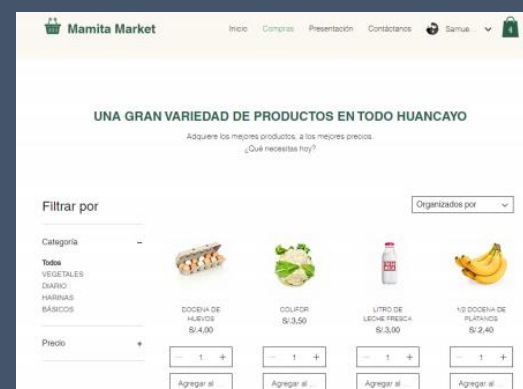 Mamita Market
Inicio Compras Presentación Contáctanos Samue... 4
UNA GRAN VARIEDAD DE PRODUCTOS EN TODO HUANCAYO
Adquiere los mejores productos, a los mejores precios.
¿Qué necesitas hoy?
Filtrar por
Organizados por
Categoría –
Todos
VEGETALES
DIARIO
HARINAS
BÁSICOS
Precio +
DOCENA DE
HUEVOS
S/.4,00
– 1 +
Agregar al ...
COLIFOR
S/.3,50
– 1 +
Agregar al ...
LITRO DE
LECHE FRESCA
S/.3,00
– 1 +
Agregar al ...
1/2 DOCENA DE
PLÁTANOS
S/.2,40
– 1 +
Agregar al ...